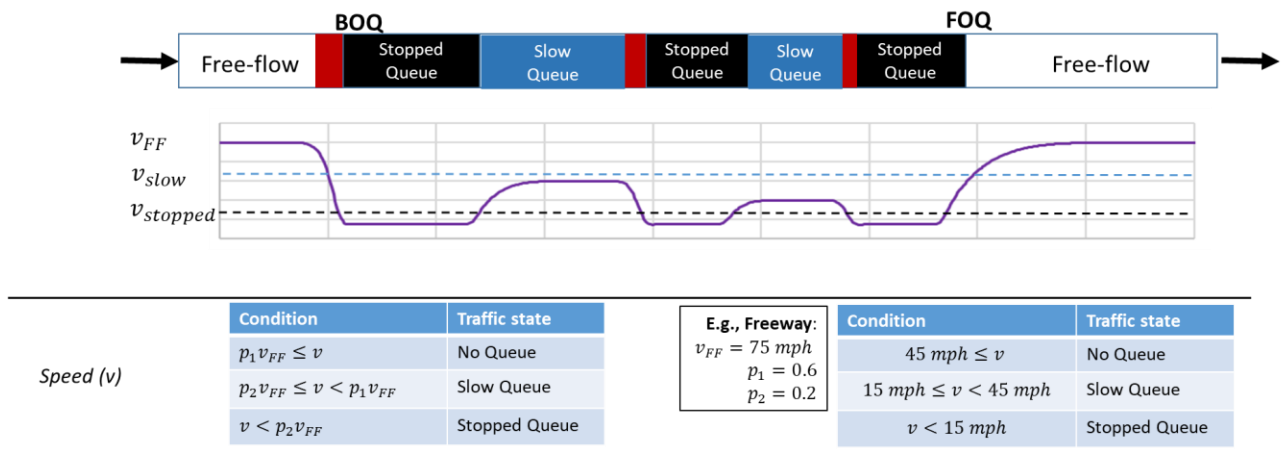 BOQ FOQ
Free-flow Stopped Queue Slow Queue Stopped Queue Slow Queue Stopped Queue Free-flow
v_FF
v_slow
v_stopped
Speed (v)
Condition Traffic state
p_1 v_FF ≤ v No Queue
p_2 v_FF ≤ v < p_1 v_FF Slow Queue
v < p_2 v_FF Stopped Queue
E.g., Freeway:
v_FF = 75 mph
p_1 = 0.6
p_2 = 0.2
Condition Traffic state
45 mph ≤ v No Queue
15 mph ≤ v < 45 mph Slow Queue
v < 15 mph Stopped Queue